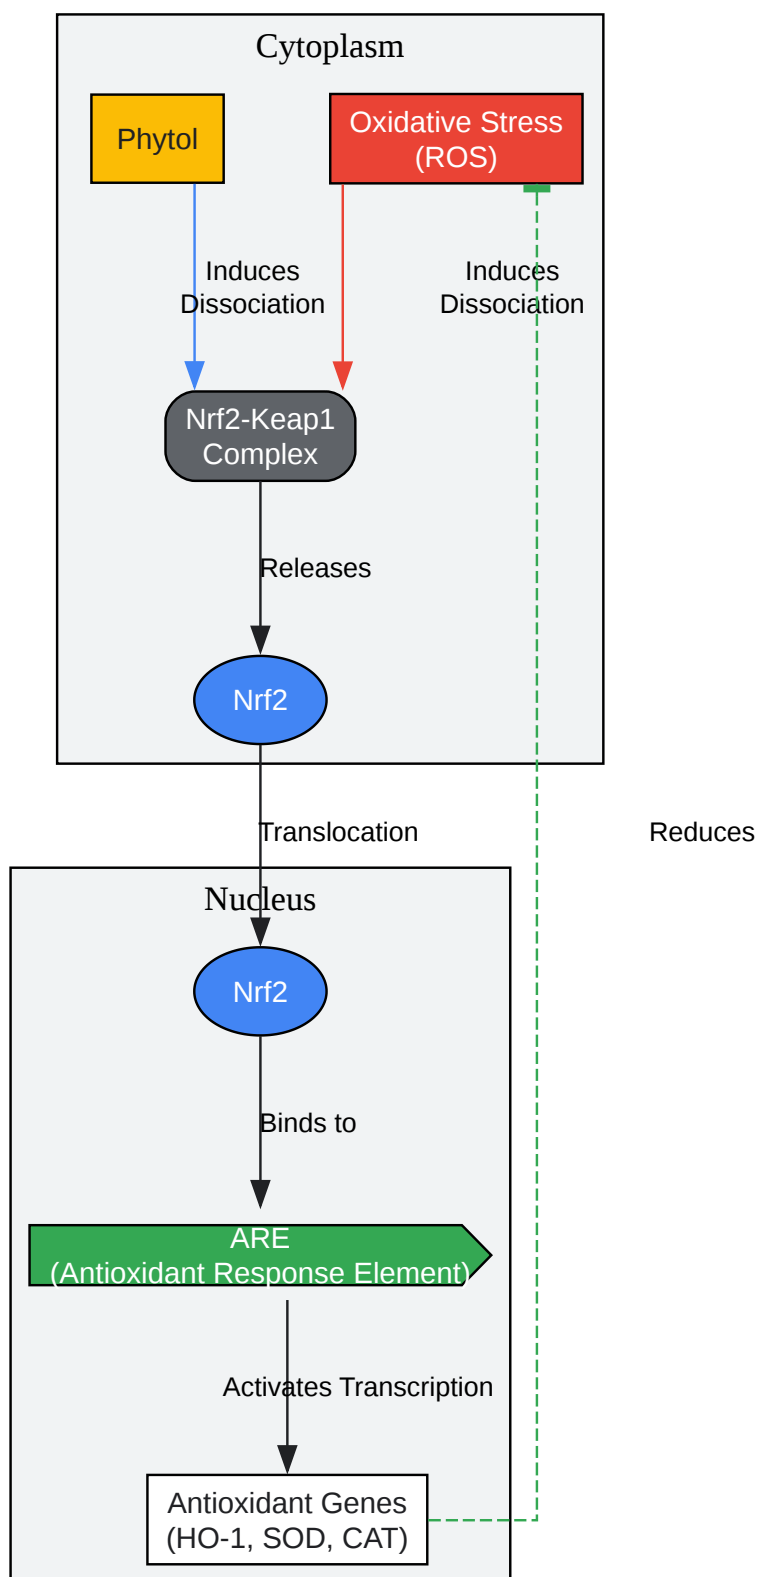 Cytoplasm
Phytol
Oxidative Stress
(ROS)
Induces
Dissociation
Induces
Dissociation
Nrf2-Keap1
Complex
Releases
Nrf2
Translocation
Reduces
Nucleus
Nrf2
Binds to
ARE
(Antioxidant Response Element)
Activates Transcription
Antioxidant Genes
(HO-1, SOD, CAT)